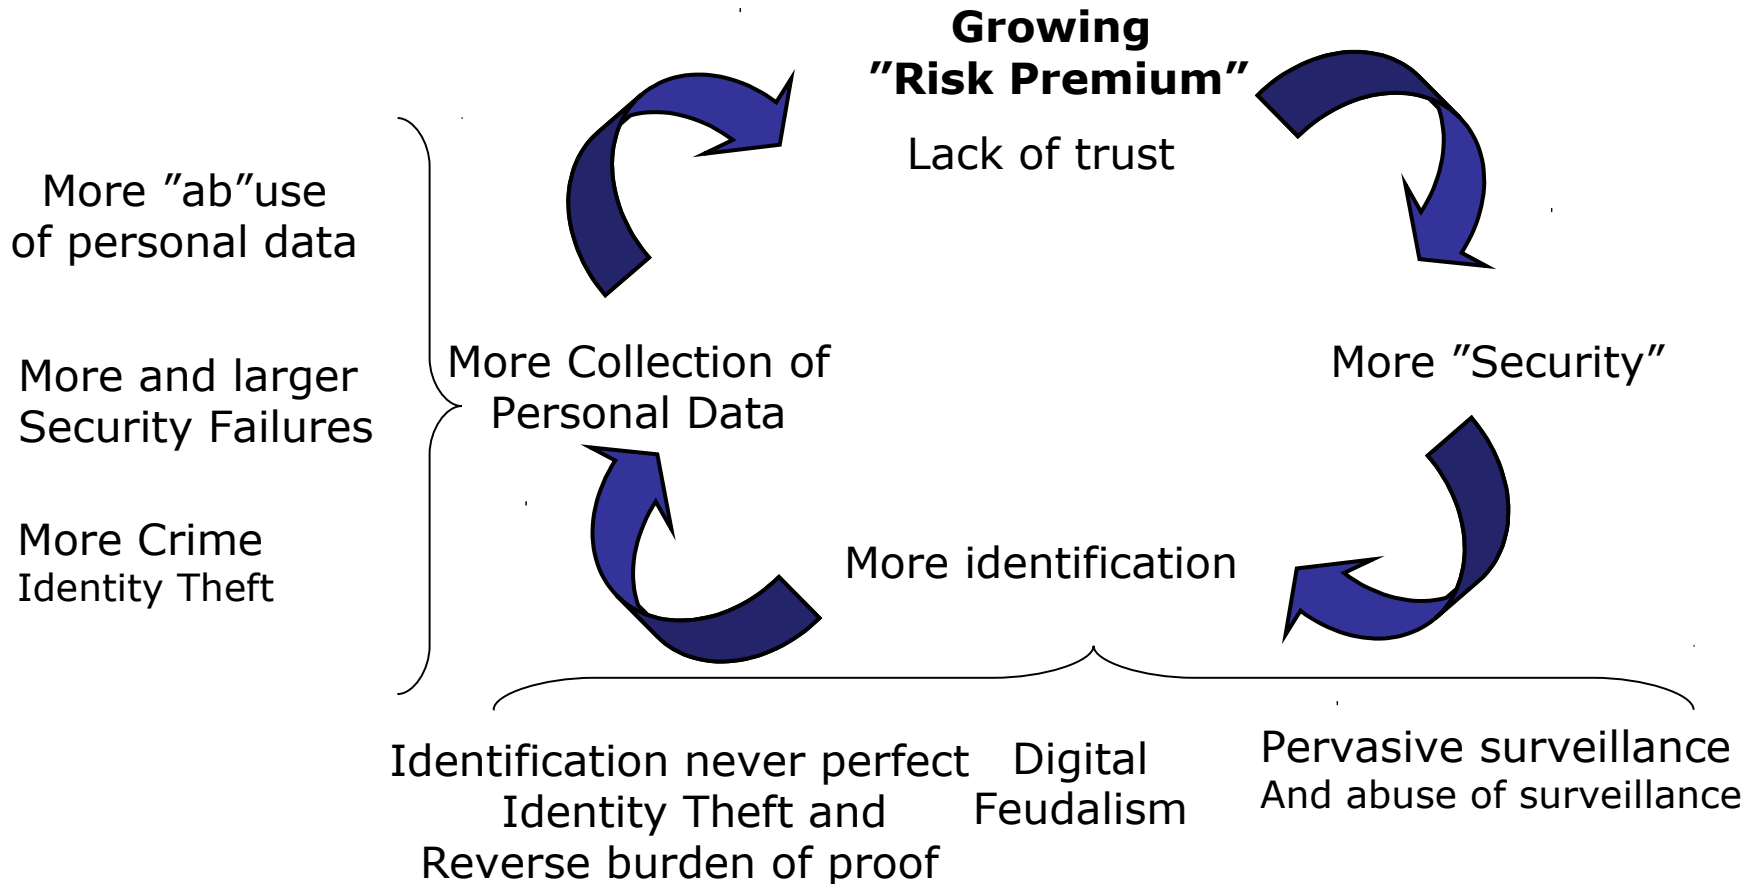 Growing
″Risk Premium″
Lack of trust
More ″ab″use
of personal data
More and larger
Security Failures
More Crime
Identity Theft
More Collection of
Personal Data
More ″Security″
More identification
Identification never perfect
Identity Theft and
Reverse burden of proof
Digital
Feudalism
Pervasive surveillance
And abuse of surveillance